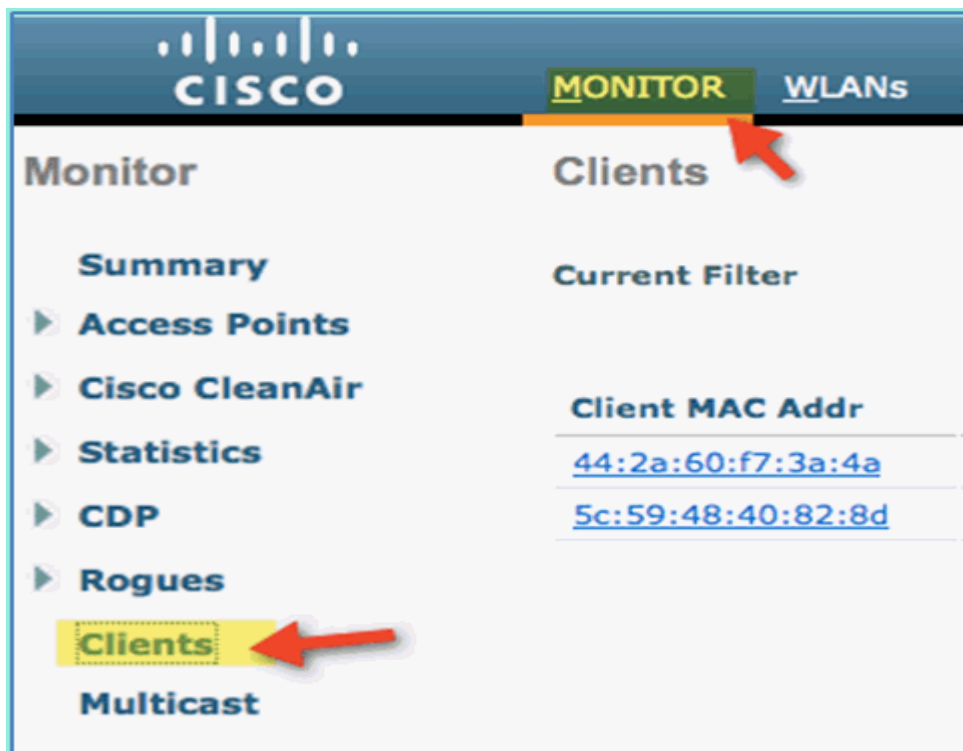 CISCO
MONITOR WLANs
Monitor
Summary
Access Points
Cisco CleanAir
Statistics
CDP
Rogues
Clients
Multicast
Clients
Current Filter
Client MAC Addr
44:2a:60:f7:3a:4a
5c:59:48:40:82:8d